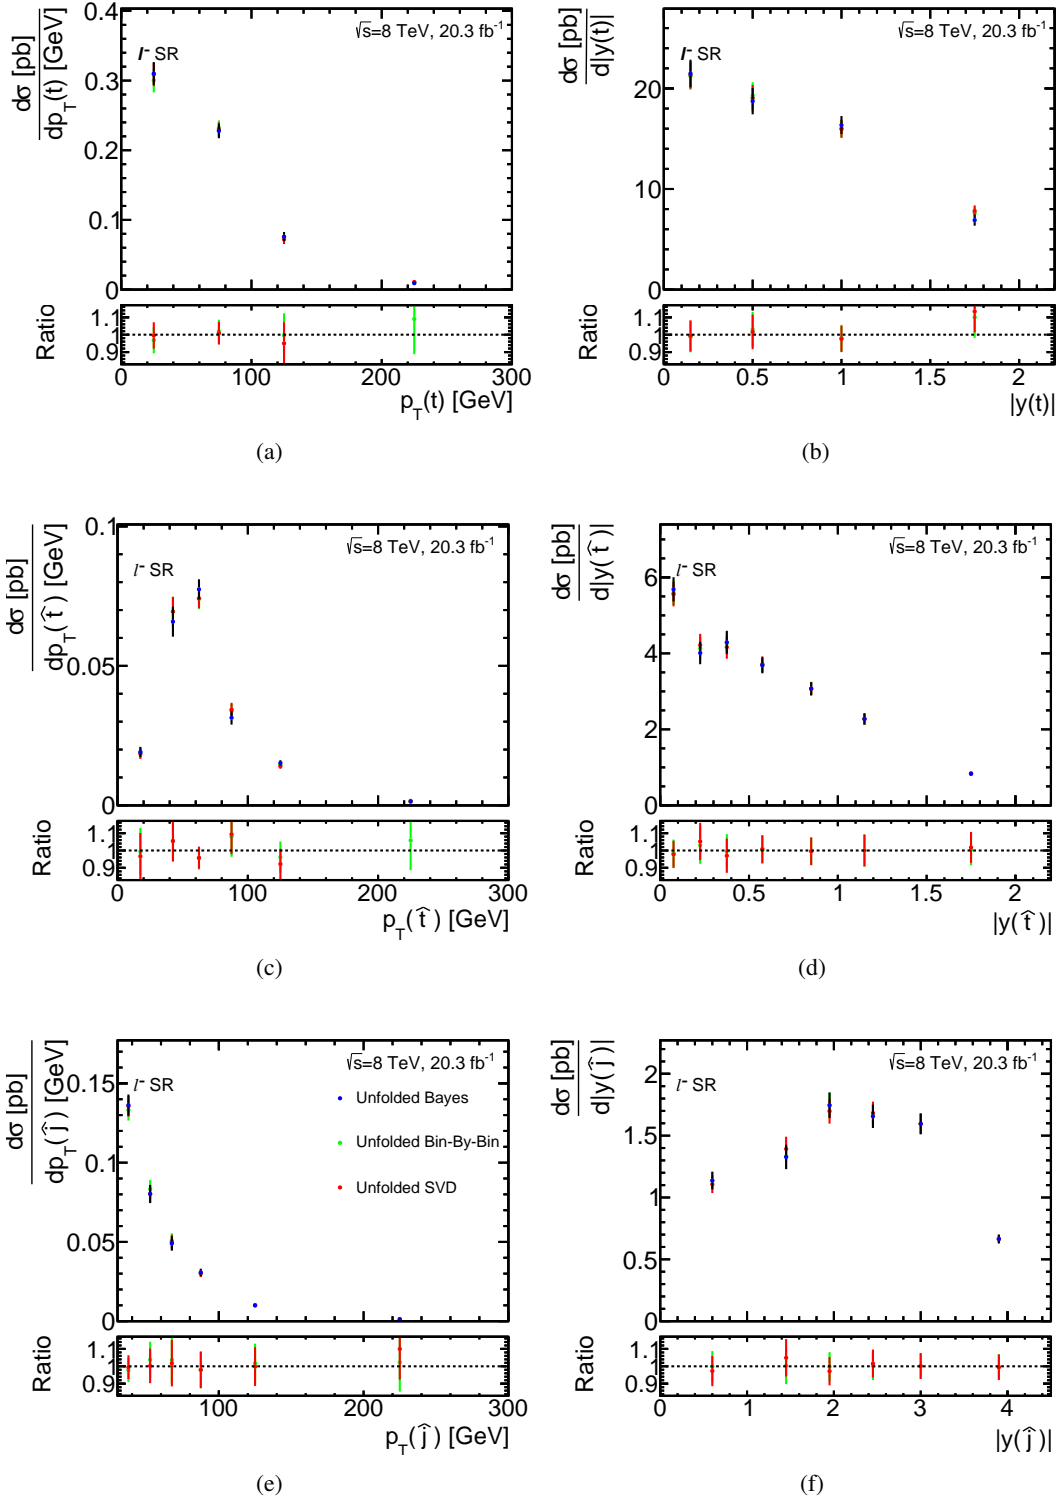 dσ [pb]
dp_T(t) [GeV]
l⁻ SR
√s=8 TeV, 20.3 fb⁻¹
0.4
0.3
0.2
0.1
0
Ratio
1.1
1
0.9
0 100 200 300
p_T(t) [GeV]
(a)
dσ [pb]
d|y(t)|
l⁻ SR
√s=8 TeV, 20.3 fb⁻¹
20
10
0
Ratio
1.1
1
0.9
0 0.5 1 1.5 2
|y(t)|
(b)
dσ [pb]
dp_T(t̂) [GeV]
l⁻ SR
√s=8 TeV, 20.3 fb⁻¹
0.1
0.05
0
Ratio
1.1
1
0.9
0 100 200 300
p_T(t̂) [GeV]
(c)
dσ [pb]
d|y(t̂)|
l⁻ SR
√s=8 TeV, 20.3 fb⁻¹
6
4
2
0
Ratio
1.1
1
0.9
0 0.5 1 1.5 2
|y(t̂)|
(d)
dσ [pb]
dp_T(ĵ) [GeV]
l⁻ SR
√s=8 TeV, 20.3 fb⁻¹
Unfolded Bayes
Unfolded Bin-By-Bin
Unfolded SVD
0.15
0.1
0.05
0
Ratio
1.1
1
0.9
100 200 300
p_T(ĵ) [GeV]
(e)
dσ [pb]
d|y(ĵ)|
l⁻ SR
√s=8 TeV, 20.3 fb⁻¹
2
1.5
1
0.5
0
Ratio
1.1
1
0.9
0 1 2 3 4
|y(ĵ)|
(f)